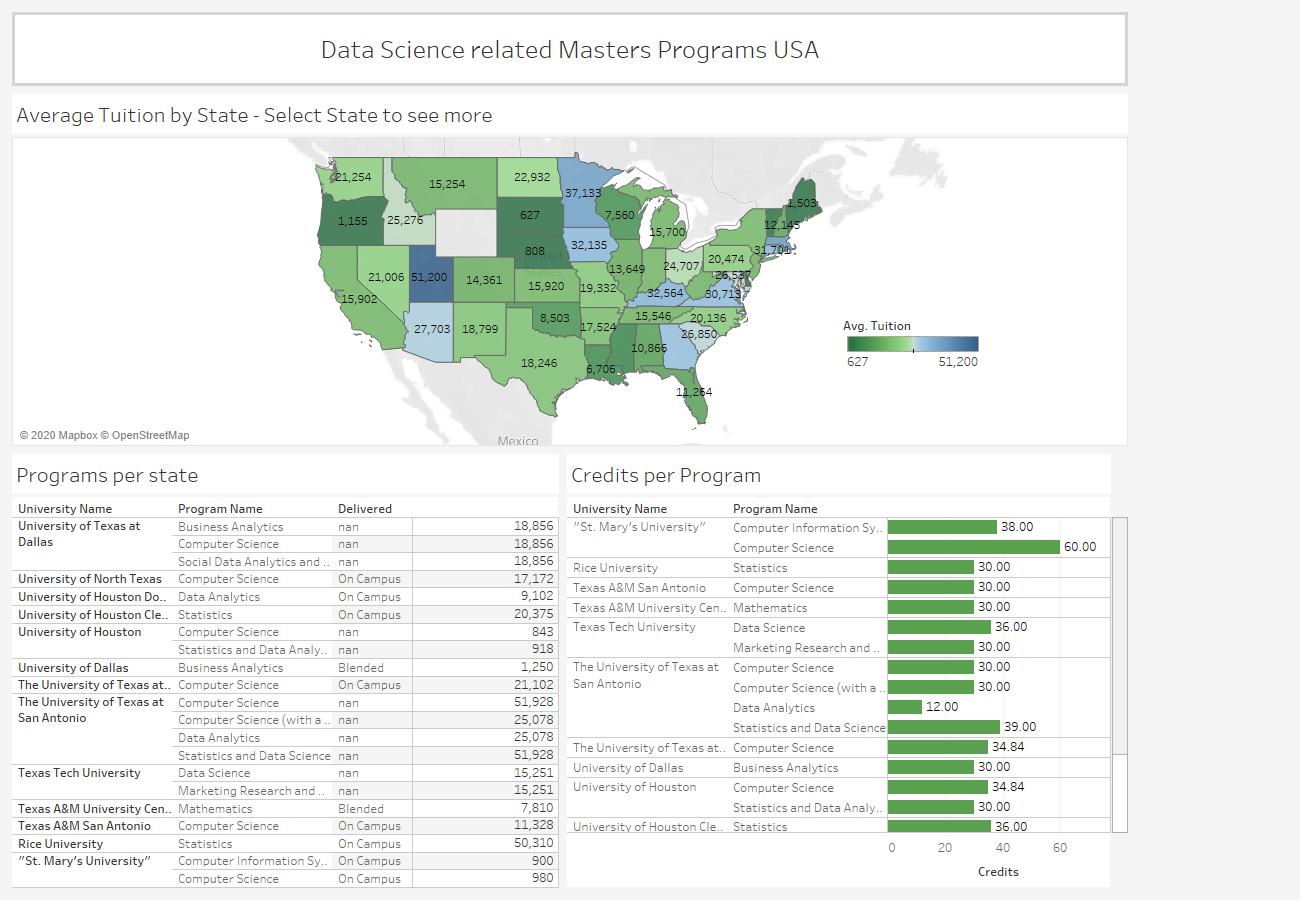 Data Science related Masters Programs USA
Average Tuition by State - Select State to see more
21,254
15,254
22,932
37,133
1,503
1,155
25,276
627
7,560
15,700
12,145
808
32,135
31,701
United
States
21,006
51,200
14,361
15,920
19,332
13,649
24,707
20,474
26,537
32,564
30,713
15,902
27,703
18,799
8,503
17,524
15,546
20,136
26,850
10,866
18,246
6,706
11,264
Avg. Tuition
627 51,200
© 2020 Mapbox © OpenStreetMap
Mexico
Programs per state
University Name Program Name Delivered
University of Texas at Dallas Business Analytics nan 18,856
Computer Science nan 18,856
Social Data Analytics and .. nan 18,856
University of North Texas Computer Science On Campus 17,172
University of Houston Do.. Data Analytics On Campus 9,102
University of Houston Cle.. Statistics On Campus 20,375
University of Houston Computer Science nan 843
Statistics and Data Analy.. nan 918
University of Dallas Business Analytics Blended 1,250
The University of Texas at.. Computer Science On Campus 21,102
The University of Texas at San Antonio Computer Science nan 51,928
Computer Science (with a .. nan 25,078
Data Analytics nan 25,078
Statistics and Data Science nan 51,928
Texas Tech University Data Science nan 15,251
Marketing Research and .. nan 15,251
Texas A&M University Cen.. Mathematics Blended 7,810
Texas A&M San Antonio Computer Science On Campus 11,328
Rice University Statistics On Campus 50,310
"St. Mary's University" Computer Information Sy.. On Campus 900
Computer Science On Campus 980
Credits per Program
University Name Program Name
"St. Mary's University" Computer Information Sy.. 38.00
Computer Science 60.00
Rice University Statistics 30.00
Texas A&M San Antonio Computer Science 30.00
Texas A&M University Cen.. Mathematics 30.00
Texas Tech University Data Science 36.00
Marketing Research and .. 30.00
The University of Texas at San Antonio Computer Science 30.00
Computer Science (with a .. 30.00
Data Analytics 12.00
Statistics and Data Science 39.00
The University of Texas at.. Computer Science 34.84
University of Dallas Business Analytics 30.00
University of Houston Computer Science 34.84
Statistics and Data Analy.. 30.00
University of Houston Cle.. Statistics 36.00
0 20 40 60
Credits